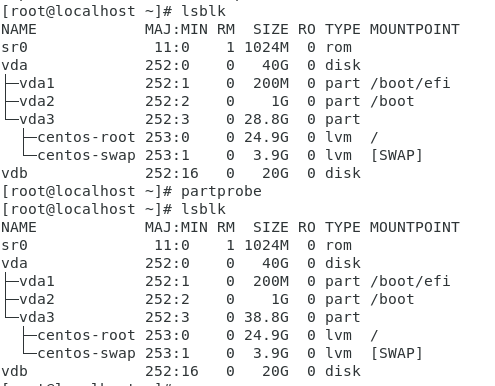 [root@localhost ~]# lsblk
NAME            MAJ:MIN RM  SIZE RO TYPE MOUNTPOINT
sr0              11:0    1 1024M  0 rom
vda             252:0    0   40G  0 disk
├─vda1          252:1    0  200M  0 part /boot/efi
├─vda2          252:2    0    1G  0 part /boot
└─vda3          252:3    0 28.8G  0 part
  ├─centos-root 253:0    0 24.9G  0 lvm  /
  └─centos-swap 253:1    0  3.9G  0 lvm  [SWAP]
vdb             252:16   0   20G  0 disk
[root@localhost ~]# partprobe
[root@localhost ~]# lsblk
NAME            MAJ:MIN RM  SIZE RO TYPE MOUNTPOINT
sr0              11:0    1 1024M  0 rom
vda             252:0    0   40G  0 disk
├─vda1          252:1    0  200M  0 part /boot/efi
├─vda2          252:2    0    1G  0 part /boot
└─vda3          252:3    0 38.8G  0 part
  ├─centos-root 253:0    0 24.9G  0 lvm  /
  └─centos-swap 253:1    0  3.9G  0 lvm  [SWAP]
vdb             252:16   0   20G  0 disk